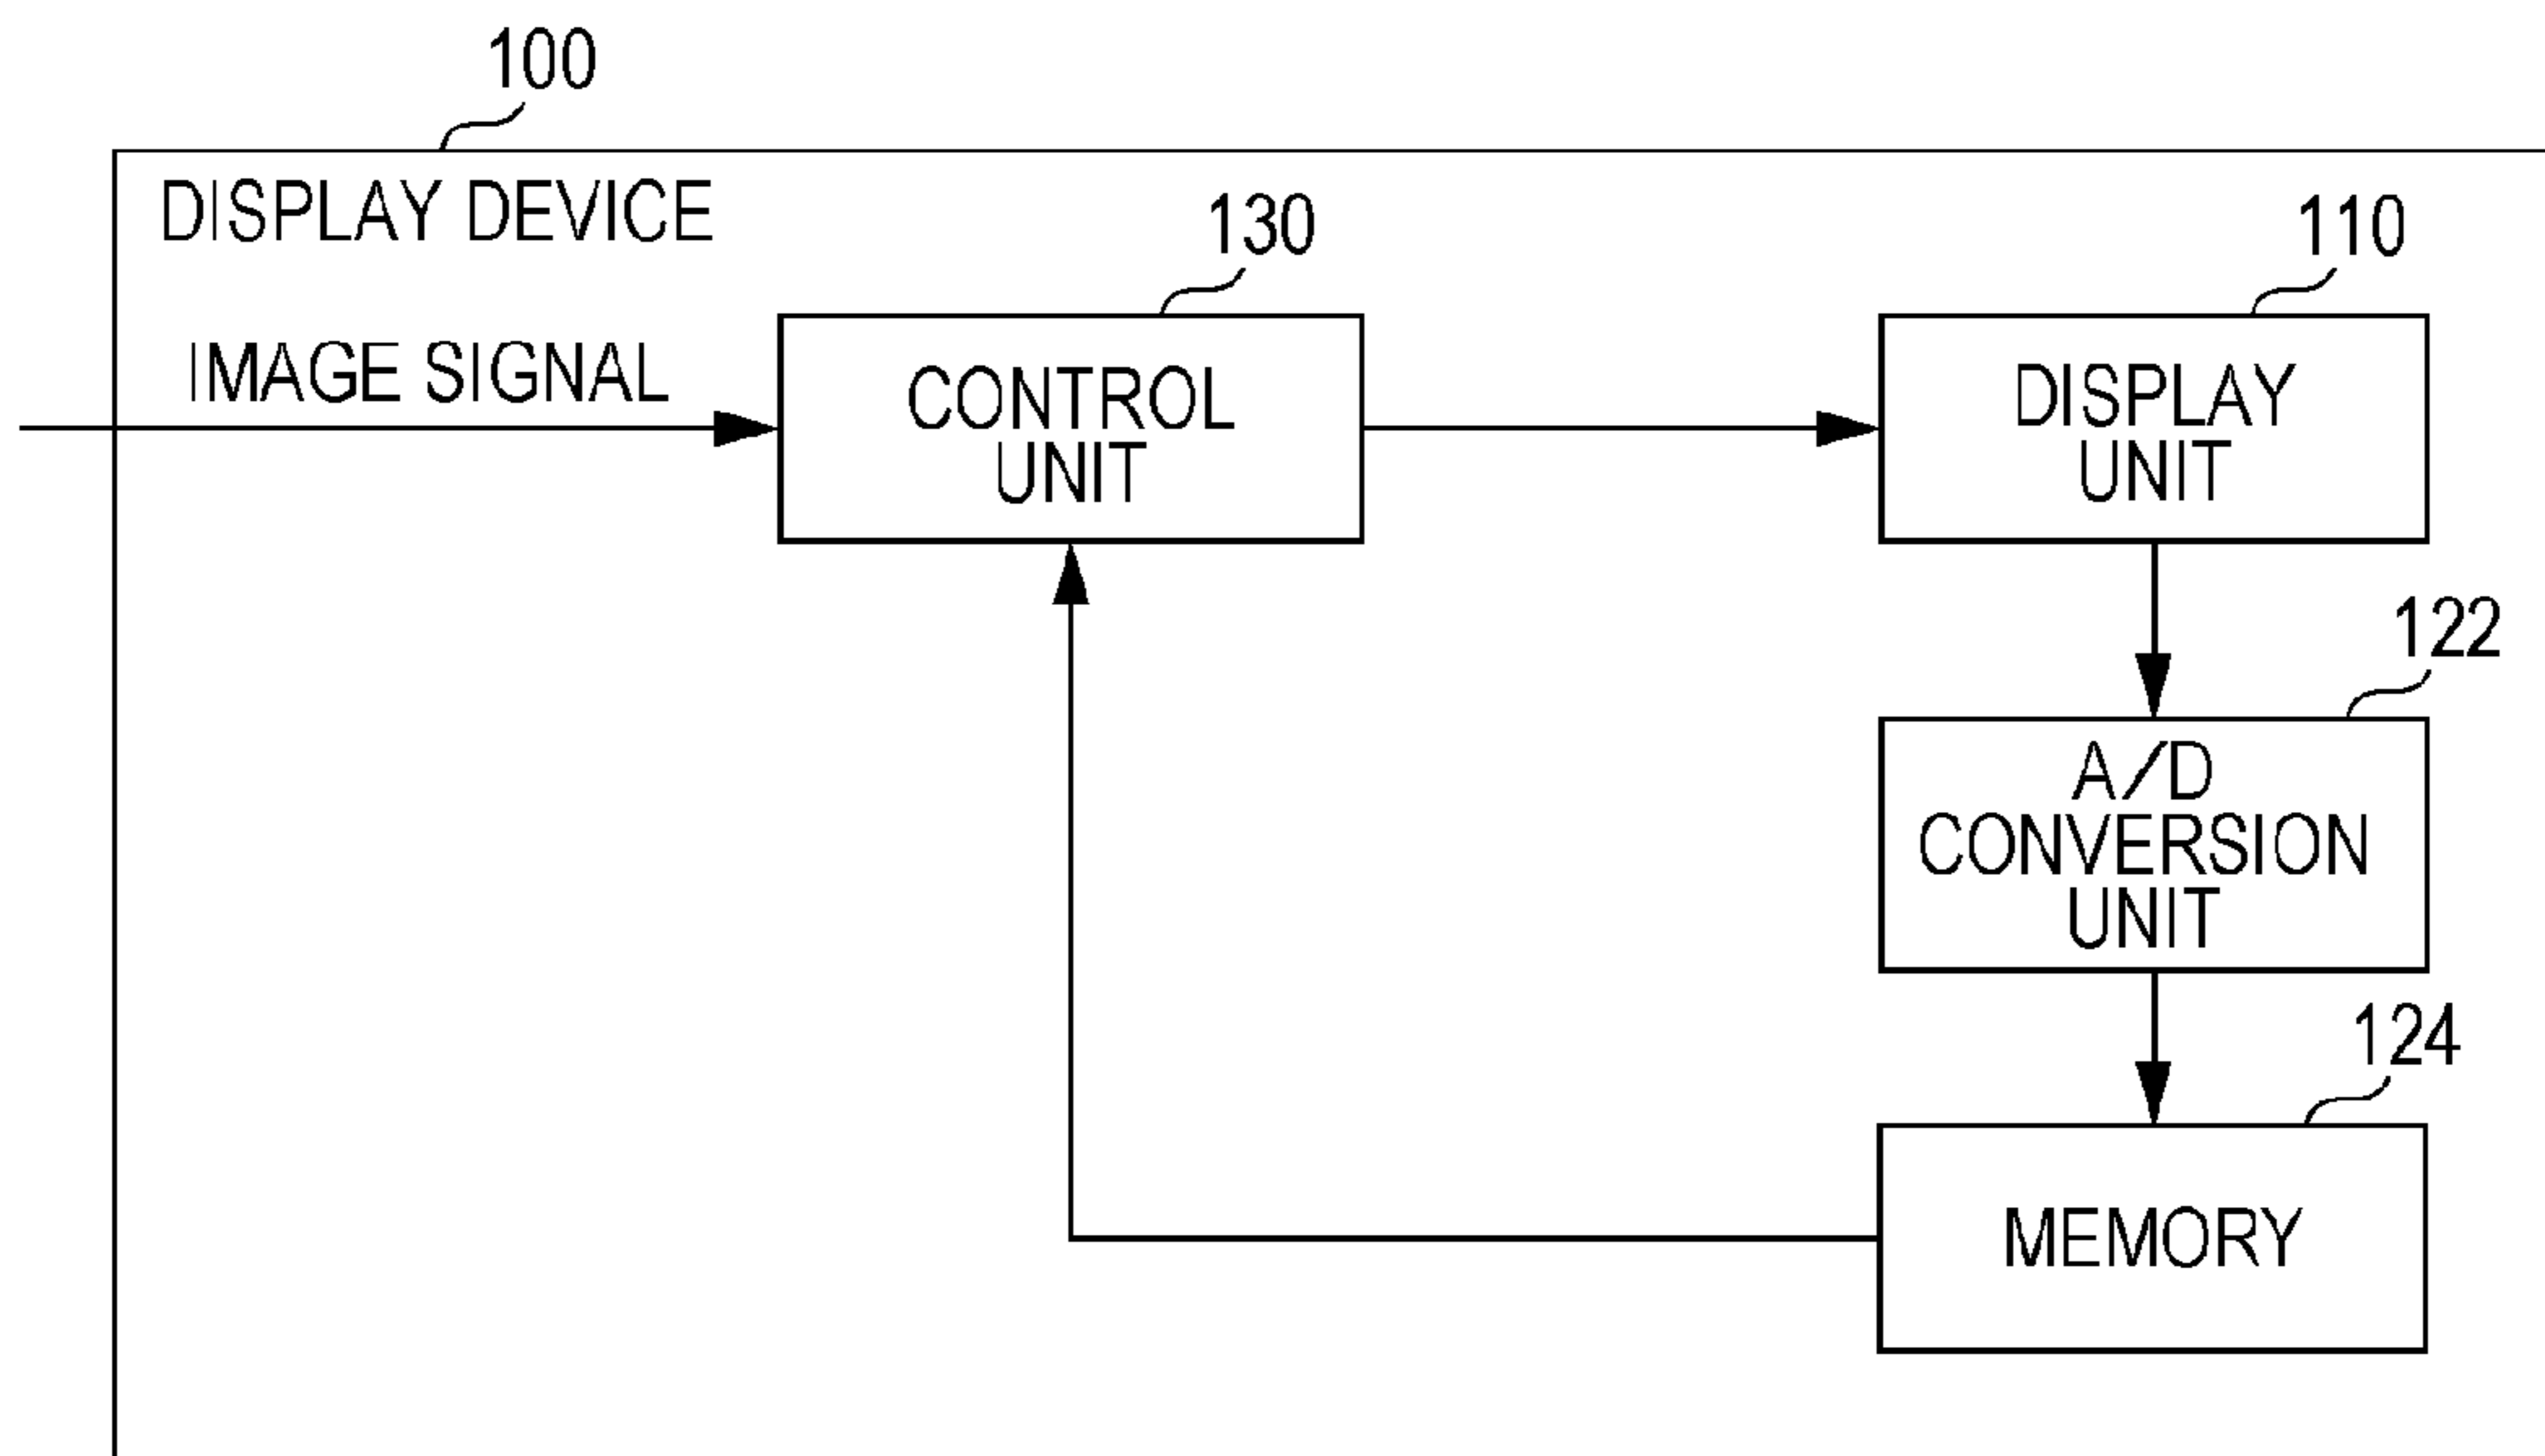 100
DISPLAY DEVICE
130
110
IMAGE SIGNAL
CONTROL
UNIT
DISPLAY
UNIT
122
A/D
CONVERSION
UNIT
124
MEMORY